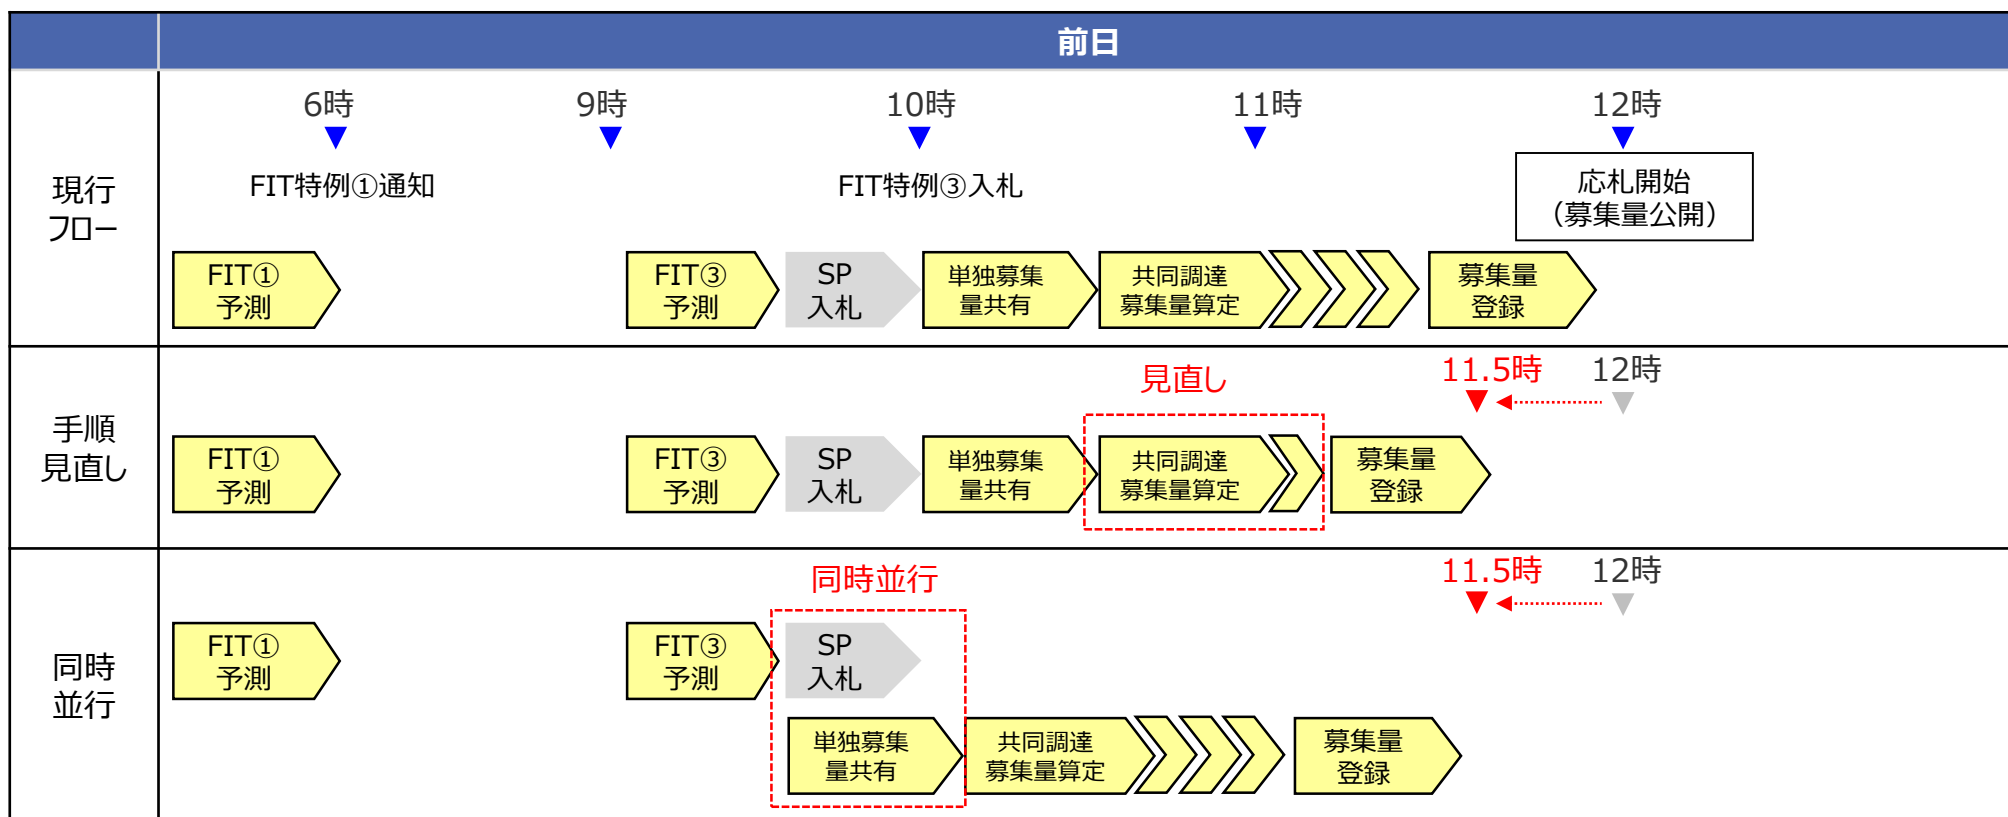 前日
現行
フロー
6時
9時
10時
11時
12時
FIT特例①通知
FIT特例③入札
応札開始
（募集量公開）
FIT①
予測
FIT③
予測
SP
入札
単独募集
量共有
共同調達
募集量算定
募集量
登録
手順
見直し
見直し
11.5時
12時
FIT①
予測
FIT③
予測
SP
入札
単独募集
量共有
共同調達
募集量算定
募集量
登録
同時
並行
同時並行
11.5時
12時
FIT①
予測
FIT③
予測
SP
入札
単独募集
量共有
共同調達
募集量算定
募集量
登録